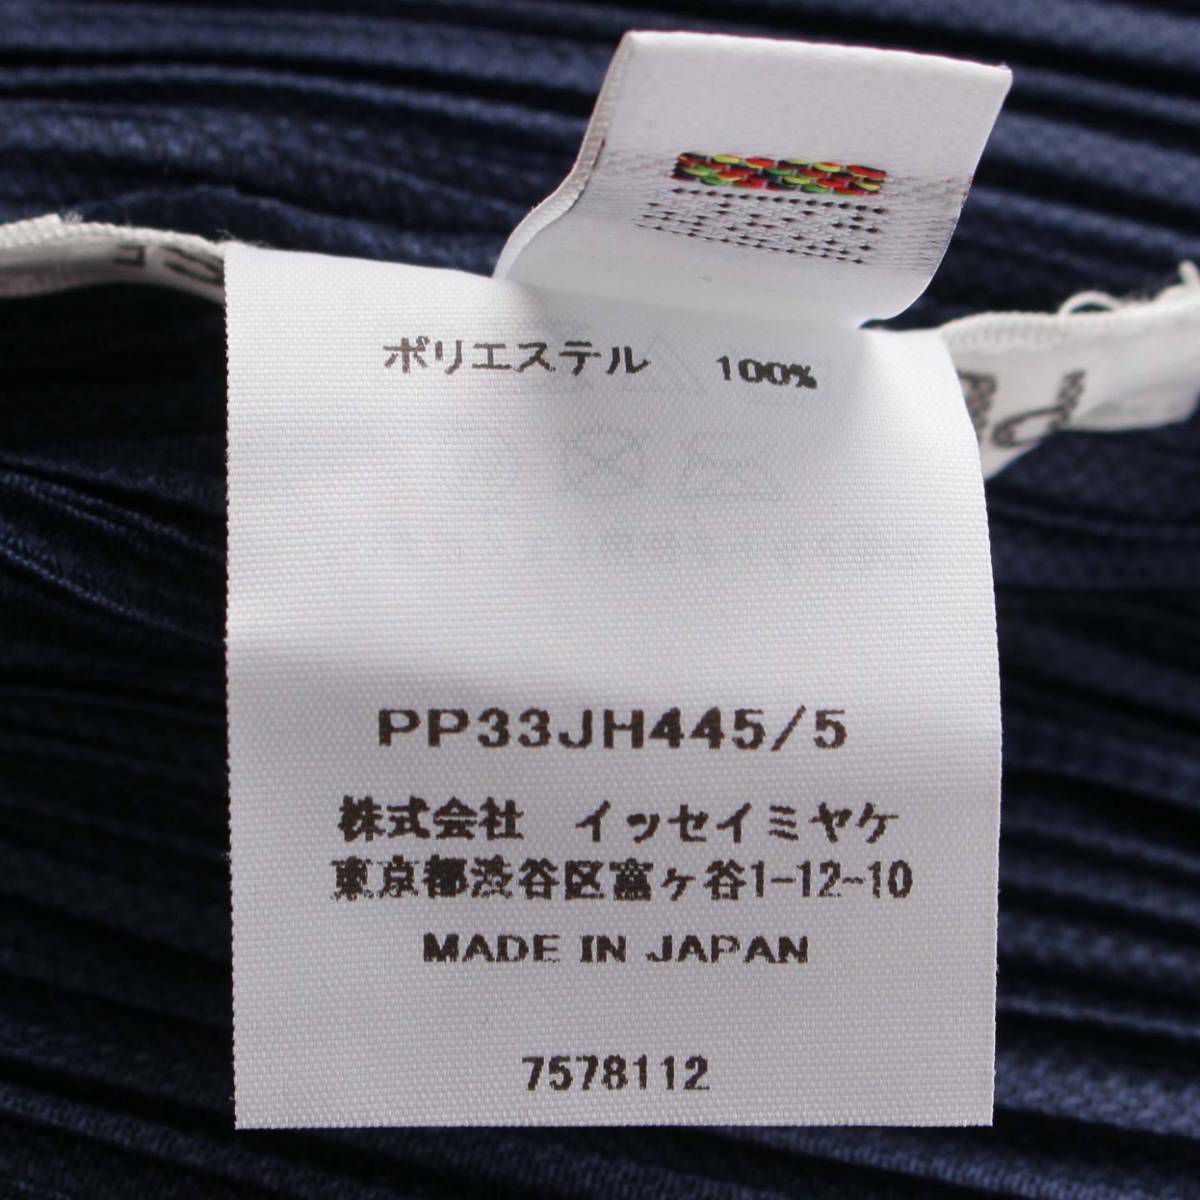 ポリエステル 100%
PP33JH445/5
株式会社 イッセイミヤケ
東京都渋谷区富ヶ谷1-12-10
MADE IN JAPAN
7578112